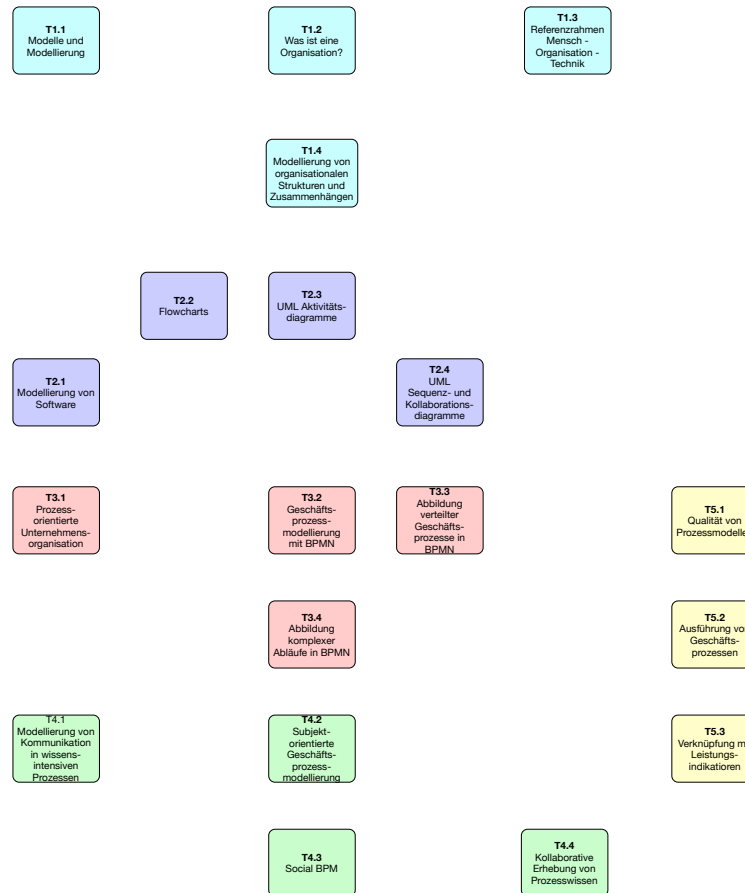 T1.1
Modelle und
Modellierung
T1.2
Was ist eine
Organisation?
T1.3
Referenzrahmen
Mensch -
Organisation -
Technik
T1.4
Modellierung von
organisationalen
Strukturen und
Zusammenhängen
T2.2
Flowcharts
T2.3
UML Aktivitäts-
diagramme
T2.1
Modellierung von
Software
T2.4
UML
Sequenz- und
Kollaborations-
diagramme
T3.1
Prozess-
orientierte
Unternehmens-
organisation
T3.2
Geschäfts-
prozess-
modellierung
mit BPMN
T3.3
Abbildung
verteilter
Geschäfts-
prozesse in
BPMN
T5.1
Qualität von
Prozessmodelle
T3.4
Abbildung
komplexer
Abläufe in BPMN
T5.2
Ausführung vo
Geschäfts-
prozessen
T4.1
Modellierung von
Kommunikation
in wissens-
intensiven
Prozessen
T4.2
Subjekt-
orientierte
Geschäfts-
prozess-
modellierung
T5.3
Verknüpfung m
Leistungs-
indikatioren
T4.3
Social BPM
T4.4
Kollaborative
Erhebung von
Prozesswissen